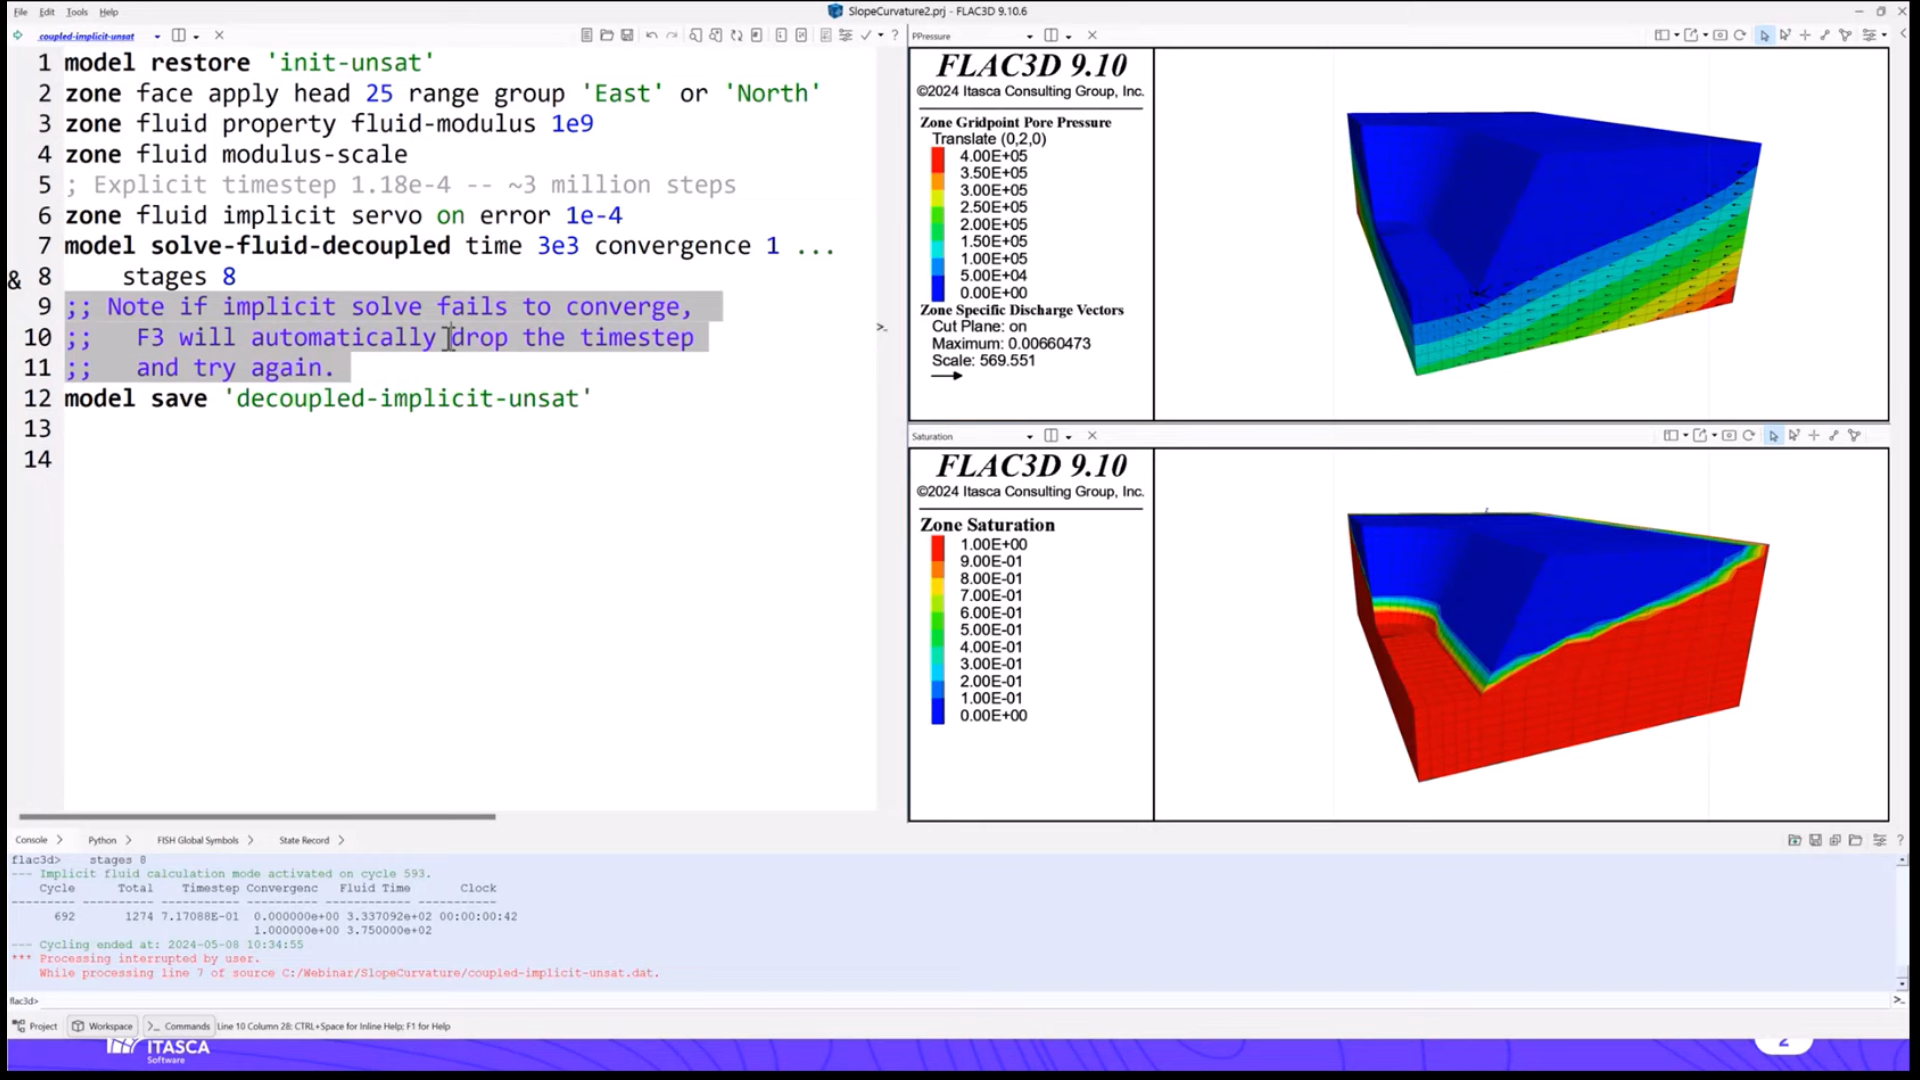 File Edit Tools Help
SlopeCurvature2.prj - FLAC3D 9.10.6
coupled-implicit-unsat
1 model restore 'init-unsat'
2 zone face apply head 25 range group 'East' or 'North'
3 zone fluid property fluid-modulus 1e9
4 zone fluid modulus-scale
5 ; Explicit timestep 1.18e-4 -- ~3 million steps
6 zone fluid implicit servo on error 1e-4
7 model solve-fluid-decoupled time 3e3 convergence 1 ...
& 8 stages 8
9 ;; Note if implicit solve fails to converge,
10 ;; F3 will automatically drop the timestep
11 ;; and try again.
12 model save 'decoupled-implicit-unsat'
13
14
PPressure
FLAC3D 9.10
©2024 Itasca Consulting Group, Inc.
Zone Gridpoint Pore Pressure
Translate (0,2,0)
4.00E+05
3.50E+05
3.00E+05
2.50E+05
2.00E+05
1.50E+05
1.00E+05
5.00E+04
0.00E+00
Zone Specific Discharge Vectors
Cut Plane: on
Maximum: 0.00660473
Scale: 569.551
Saturation
FLAC3D 9.10
©2024 Itasca Consulting Group, Inc.
Zone Saturation
1.00E+00
9.00E-01
8.00E-01
7.00E-01
6.00E-01
5.00E-01
4.00E-01
3.00E-01
2.00E-01
1.00E-01
0.00E+00
Console Python FISH Global Symbols State Record
flac3d> stages 8
--- Implicit fluid calculation mode activated on cycle 593.
Cycle Total Timestep Convergenc Fluid Time Clock
--------- ---------- ---------- ---------- ---------- -----------
692 1274 7.17088E-01 0.000000e+00 3.337092e+02 00:00:00:42
1.000000e+00 3.750000e+02
--- Cycling ended at: 2024-05-08 10:34:55
*** Processing interrupted by user.
While processing line 7 of source C:/Webinar/SlopeCurvature/coupled-implicit-unsat.dat.
flac3d>
Project Workspace Commands Line 10 Column 28: CTRL+Space for Inline Help; F1 for Help
ITASCA
Software
2